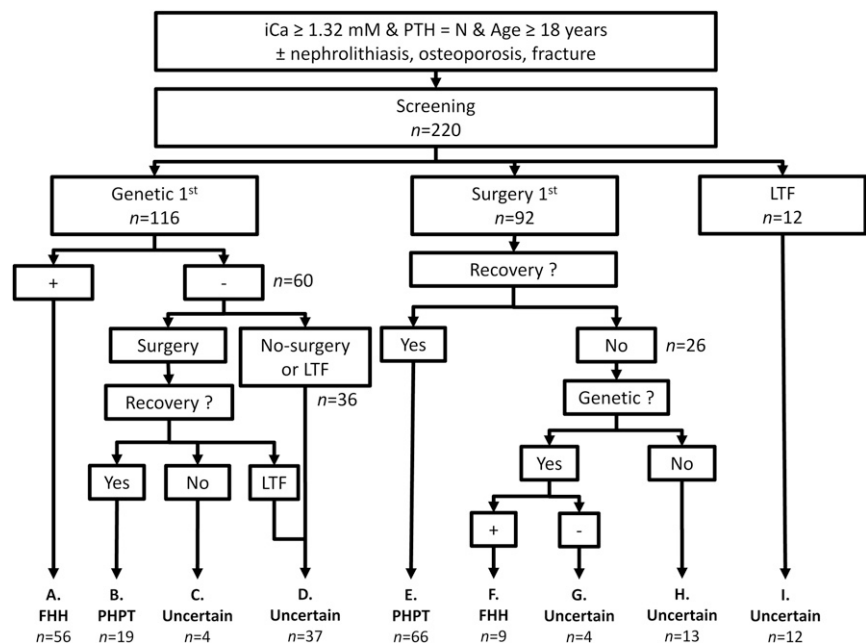 iCa ≥ 1.32 mM & PTH = N & Age ≥ 18 years
± nephrolithiasis, osteoporosis, fracture
Screening
n=220
Genetic 1st
n=116
Surgery 1st
n=92
LTF
n=12
+
-
n=60
Recovery ?
Surgery
No-surgery
or LTF
n=36
Yes
No
n=26
Recovery ?
Genetic ?
Yes
No
LTF
Yes
No
+
-
A.
FHH
n=56
B.
PHPT
n=19
C.
Uncertain
n=4
D.
Uncertain
n=37
E.
PHPT
n=66
F.
FHH
n=9
G.
Uncertain
n=4
H.
Uncertain
n=13
I.
Uncertain
n=12